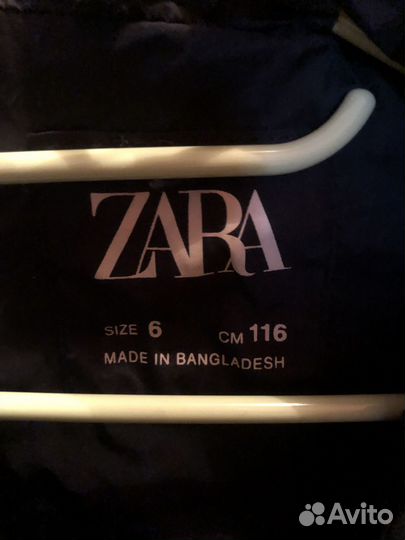 ZARA
SIZE 6 CM 116
MADE IN BANGLADESH
Avito